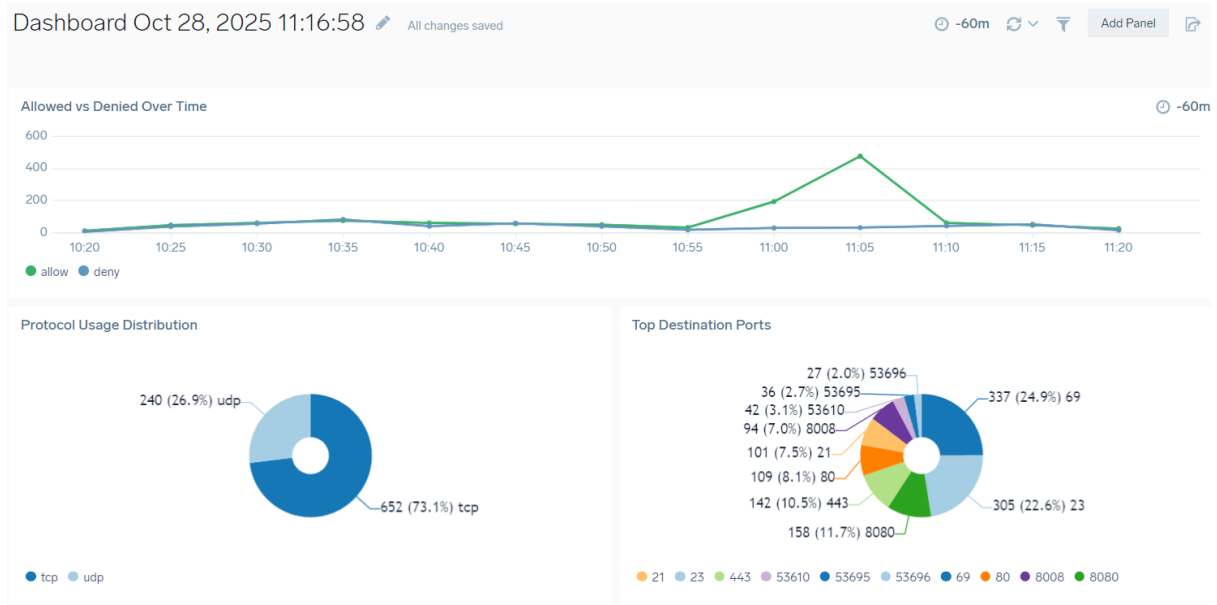 Dashboard Oct 28, 2025 11:16:58 All changes saved -60m Add Panel
Allowed vs Denied Over Time -60m
600
400
200
0
10:20 10:25 10:30 10:35 10:40 10:45 10:50 10:55 11:00 11:05 11:10 11:15 11:20
allow deny
Protocol Usage Distribution
240 (26.9%) udp
652 (73.1%) tcp
tcp udp
Top Destination Ports
27 (2.0%) 53696
36 (2.7%) 53695
42 (3.1%) 53610
94 (7.0%) 8008
101 (7.5%) 21
109 (8.1%) 80
142 (10.5%) 443
158 (11.7%) 8080
337 (24.9%) 69
305 (22.6%) 23
21 23 443 53610 53695 53696 69 80 8008 8080